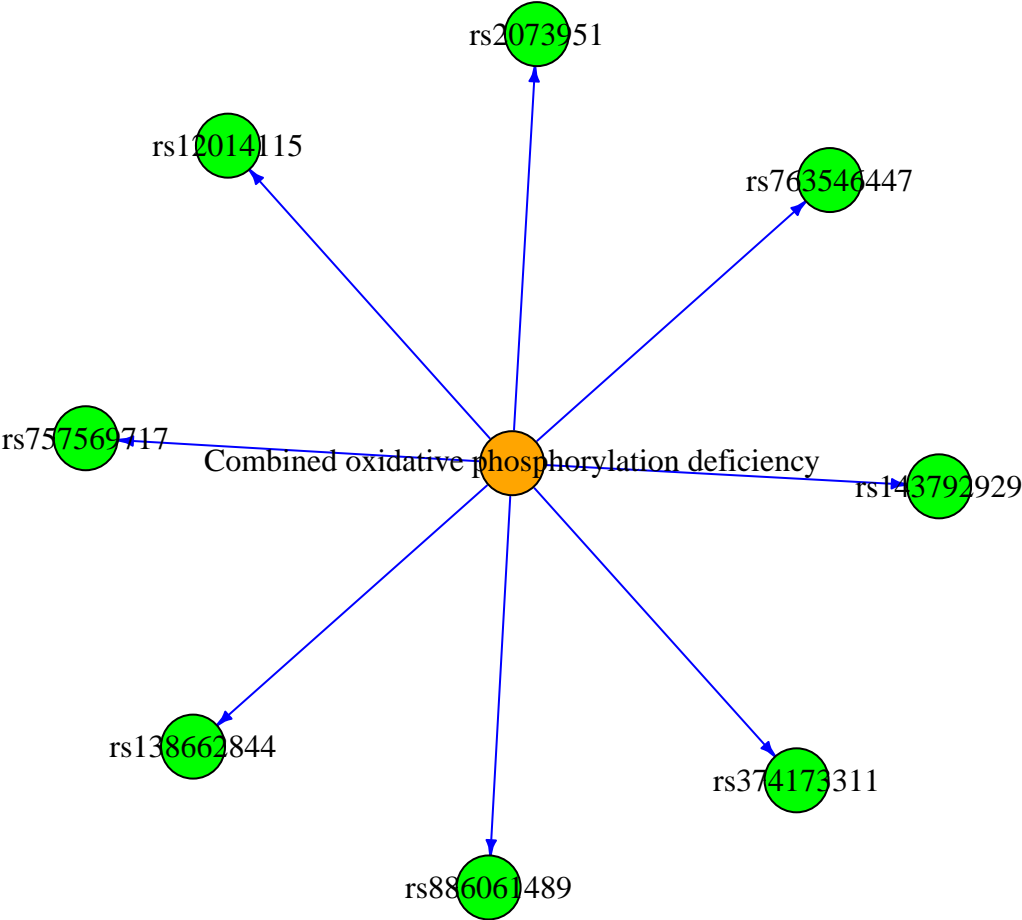 rs2073951
rs12014115
rs763546447
rs757569717
Combined oxidative phosphorylation deficiency
rs143792929
rs138662844
rs374173311
rs886061489